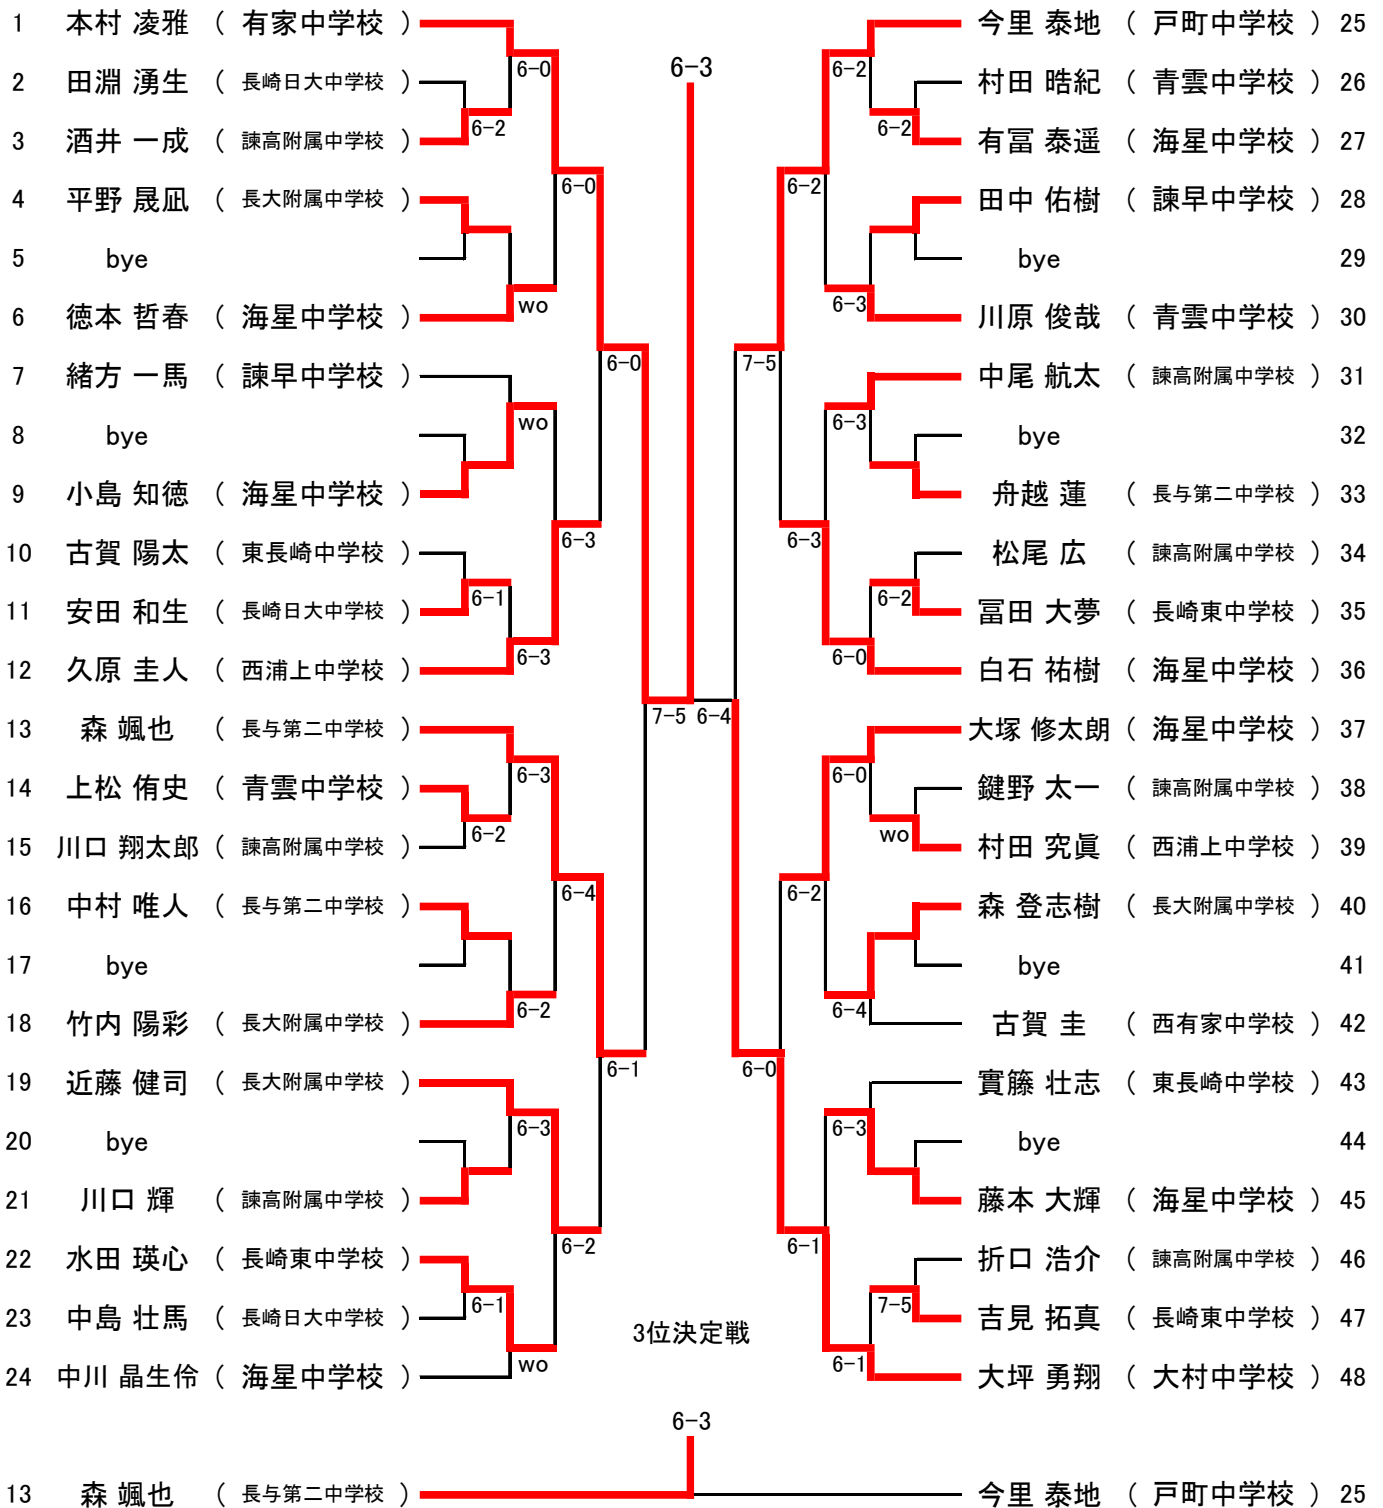 1 本村 凌雅 （ 有家中学校 ）
2 田淵 湧生 （ 長崎日大中学校 ）
3 酒井 一成 （ 諫高附属中学校 ）
4 平野 晟凪 （ 長大附属中学校 ）
5 bye
6 徳本 哲春 （ 海星中学校 ）
7 緒方 一馬 （ 諫早中学校 ）
8 bye
9 小島 知徳 （ 海星中学校 ）
10 古賀 陽太 （ 東長崎中学校 ）
11 安田 和生 （ 長崎日大中学校 ）
12 久原 圭人 （ 西浦上中学校 ）
13 森 颯也 （ 長与第二中学校 ）
14 上松 侑史 （ 青雲中学校 ）
15 川口 翔太郎 （ 諫高附属中学校 ）
16 中村 唯人 （ 長与第二中学校 ）
17 bye
18 竹内 陽彩 （ 長大附属中学校 ）
19 近藤 健司 （ 長大附属中学校 ）
20 bye
21 川口 輝 （ 諫高附属中学校 ）
22 水田 瑛心 （ 長崎東中学校 ）
23 中島 壮馬 （ 長崎日大中学校 ）
24 中川 晶生伶 （ 海星中学校 ）
6-0
6-2
wo
wo
6-1
6-3
6-3
6-2
6-2
6-3
6-1
wo
6-0
6-3
6-4
6-2
6-0
6-1
7-5
6-3
6-4
7-5
6-0
6-2
6-3
6-2
6-1
6-2
6-2
6-3
6-3
6-2
6-0
6-0
wo
6-4
6-3
7-5
6-1
今里 泰地 （ 戸町中学校 ） 25
村田 晧紀 （ 青雲中学校 ） 26
有冨 泰遥 （ 海星中学校 ） 27
田中 佑樹 （ 諫早中学校 ） 28
bye 29
川原 俊哉 （ 青雲中学校 ） 30
中尾 航太 （ 諫高附属中学校 ） 31
bye 32
舟越 蓮 （ 長与第二中学校 ） 33
松尾 広 （ 諫高附属中学校 ） 34
冨田 大夢 （ 長崎東中学校 ） 35
白石 祐樹 （ 海星中学校 ） 36
大塚 修太朗 （ 海星中学校 ） 37
鍵野 太一 （ 諫高附属中学校 ） 38
村田 究眞 （ 西浦上中学校 ） 39
森 登志樹 （ 長大附属中学校 ） 40
bye 41
古賀 圭 （ 西有家中学校 ） 42
實籐 壮志 （ 東長崎中学校 ） 43
bye 44
藤本 大輝 （ 海星中学校 ） 45
折口 浩介 （ 諫高附属中学校 ） 46
吉見 拓真 （ 長崎東中学校 ） 47
大坪 勇翔 （ 大村中学校 ） 48
3位決定戦
6-3
13 森 颯也 （ 長与第二中学校 ）
今里 泰地 （ 戸町中学校 ） 25